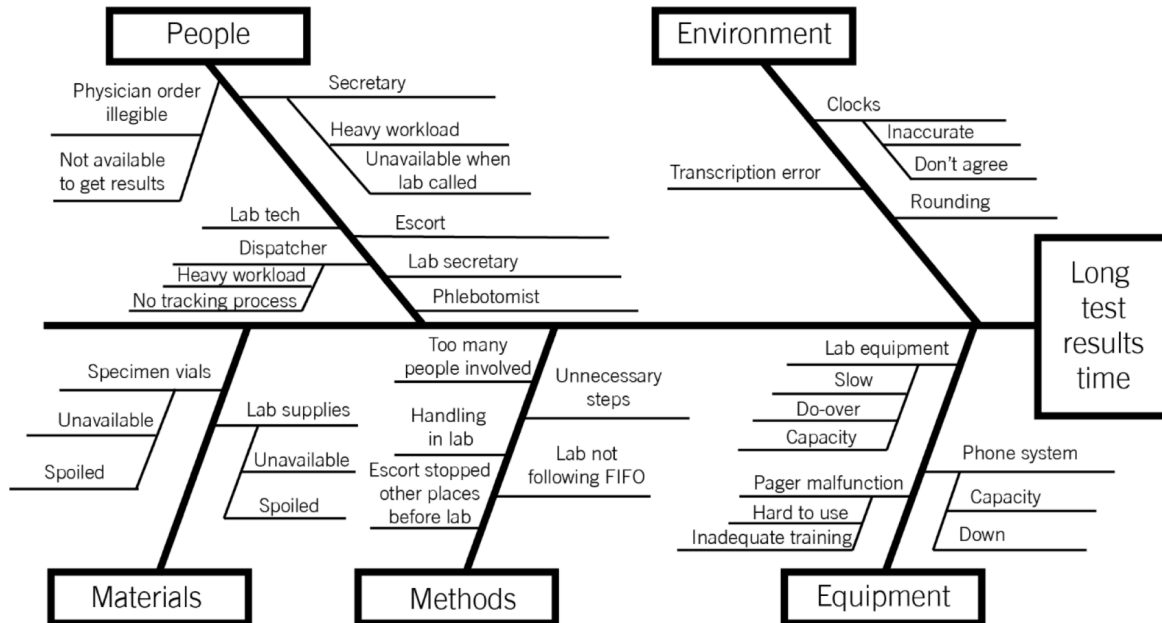 People
Environment
Physician order
illegible
Not available
to get results
Secretary
Heavy workload
Unavailable when
lab called
Lab tech
Escort
Dispatcher
Heavy workload
No tracking process
Lab secretary
Phlebotomist
Clocks
Inaccurate
Don't agree
Transcription error
Rounding
Long
test
results
time
Specimen vials
Unavailable
Spoiled
Lab supplies
Unavailable
Spoiled
Too many
people involved
Handling
in lab
Escort stopped
other places
before lab
Unnecessary
steps
Lab not
following FIFO
Lab equipment
Slow
Do-over
Capacity
Pager malfunction
Hard to use
Inadequate training
Phone system
Capacity
Down
Materials
Methods
Equipment